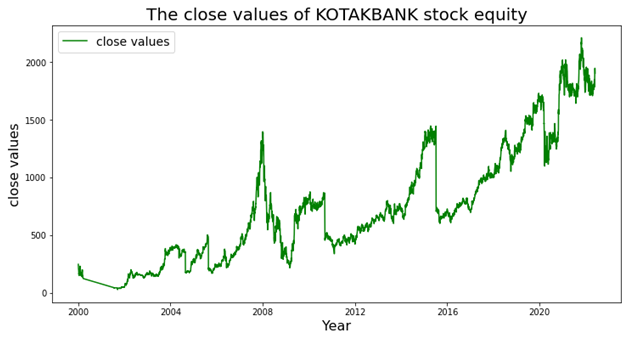 The close values of KOTAKBANK stock equity
close values
2000
1500
1000
500
0
close values
2000 2004 2008 2012 2016 2020
Year